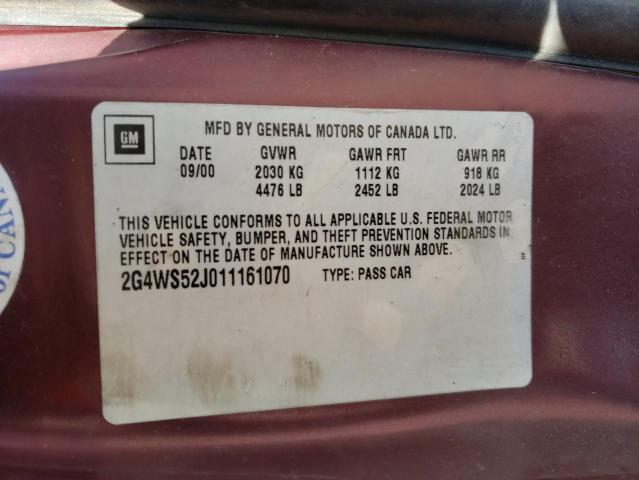 GM
MFD BY GENERAL MOTORS OF CANADA LTD.
DATE GVWR GAWR FRT GAWR RR
09/00 2030 KG 1112 KG 918 KG
4476 LB 2452 LB 2024 LB
THIS VEHICLE CONFORMS TO ALL APPLICABLE U.S. FEDERAL MOTOR
VEHICLE SAFETY, BUMPER, AND THEFT PREVENTION STANDARDS IN
EFFECT ON THE DATE OF MANUFACTURE SHOWN ABOVE.
2G4WS52J011161070 TYPE: PASS CAR
OF CAN